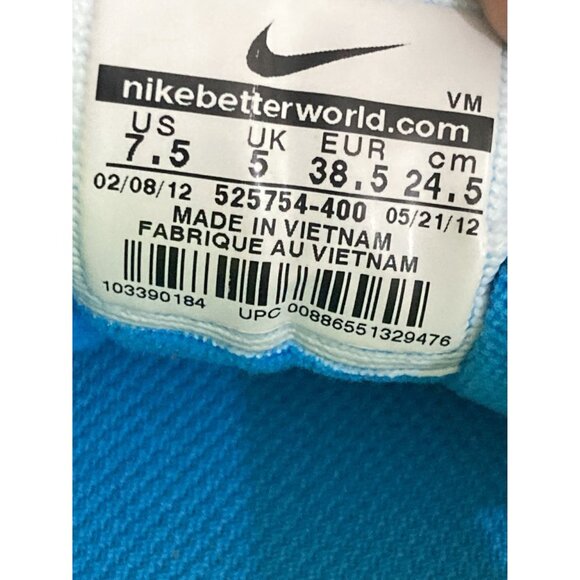 VM
nikebetterworld.com
US UK EUR cm
7.5 5 38.5 24.5
02/08/12 525754-400 05/21/12
MADE IN VIETNAM
FABRIQUE AU VIETNAM
103390184 UPC 00886551329476